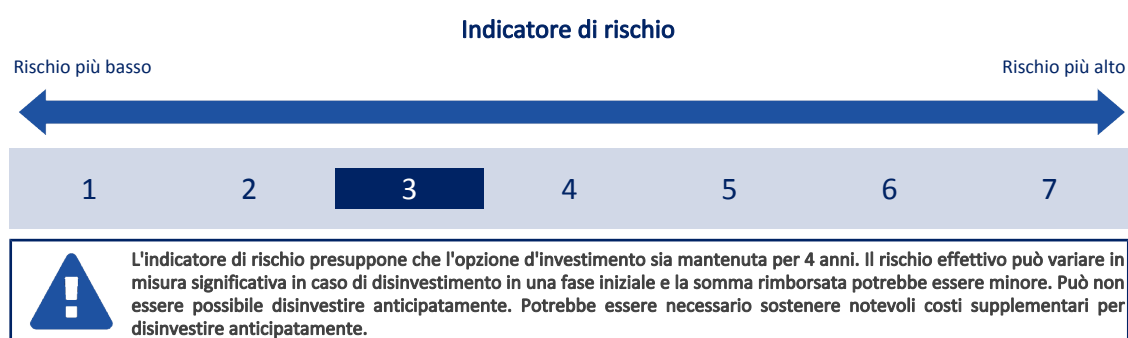 Indicatore di rischio
Rischio più basso
Rischio più alto
1 2 3 4 5 6 7
L'indicatore di rischio presuppone che l'opzione d'investimento sia mantenuta per 4 anni. Il rischio effettivo può variare in
misura significativa in caso di disinvestimento in una fase iniziale e la somma rimborsata potrebbe essere minore. Può non
essere possibile disinvestire anticipatamente. Potrebbe essere necessario sostenere notevoli costi supplementari per
disinvestire anticipatamente.